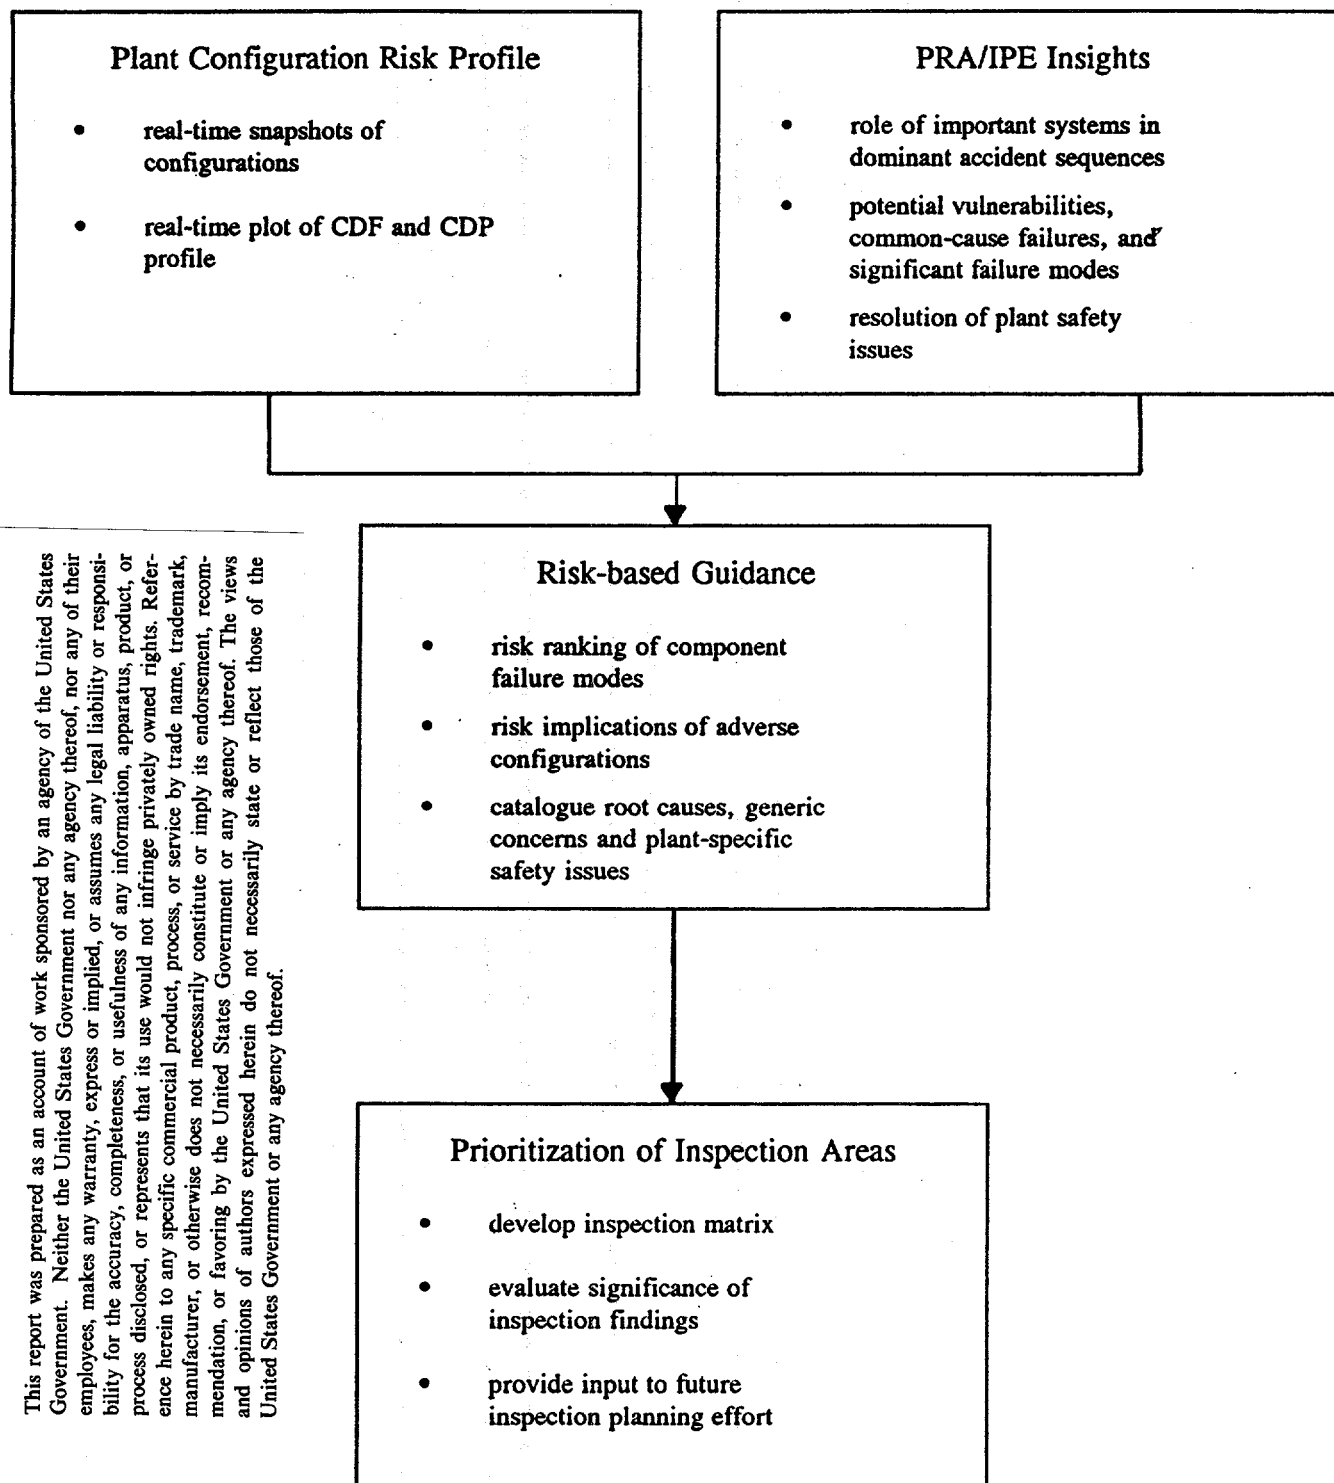 Plant Configuration Risk Profile
• real-time snapshots of
configurations
• real-time plot of CDF and CDP
profile
PRA/IPE Insights
• role of important systems in
dominant accident sequences
• potential vulnerabilities,
common-cause failures, and
significant failure modes
• resolution of plant safety
issues
Risk-based Guidance
• risk ranking of component
failure modes
• risk implications of adverse
configurations
• catalogue root causes, generic
concerns and plant-specific
safety issues
Prioritization of Inspection Areas
• develop inspection matrix
• evaluate significance of
inspection findings
• provide input to future
inspection planning effort
This report was prepared as an account of work sponsored by an agency of the United States
Government. Neither the United States Government nor any agency thereof, nor any of their
employees, makes any warranty, express or implied, or assumes any legal liability or responsi-
bility for the accuracy, completeness, or usefulness of any information, apparatus, product, or
process disclosed, or represents that its use would not infringe privately owned rights. Refer-
ence herein to any specific commercial product, process, or service by trade name, trademark,
manufacturer, or otherwise does not necessarily constitute or imply its endorsement, recom-
mendation, or favoring by the United States Government or any agency thereof. The views
and opinions of authors expressed herein do not necessarily state or reflect those of the
United States Government or any agency thereof.